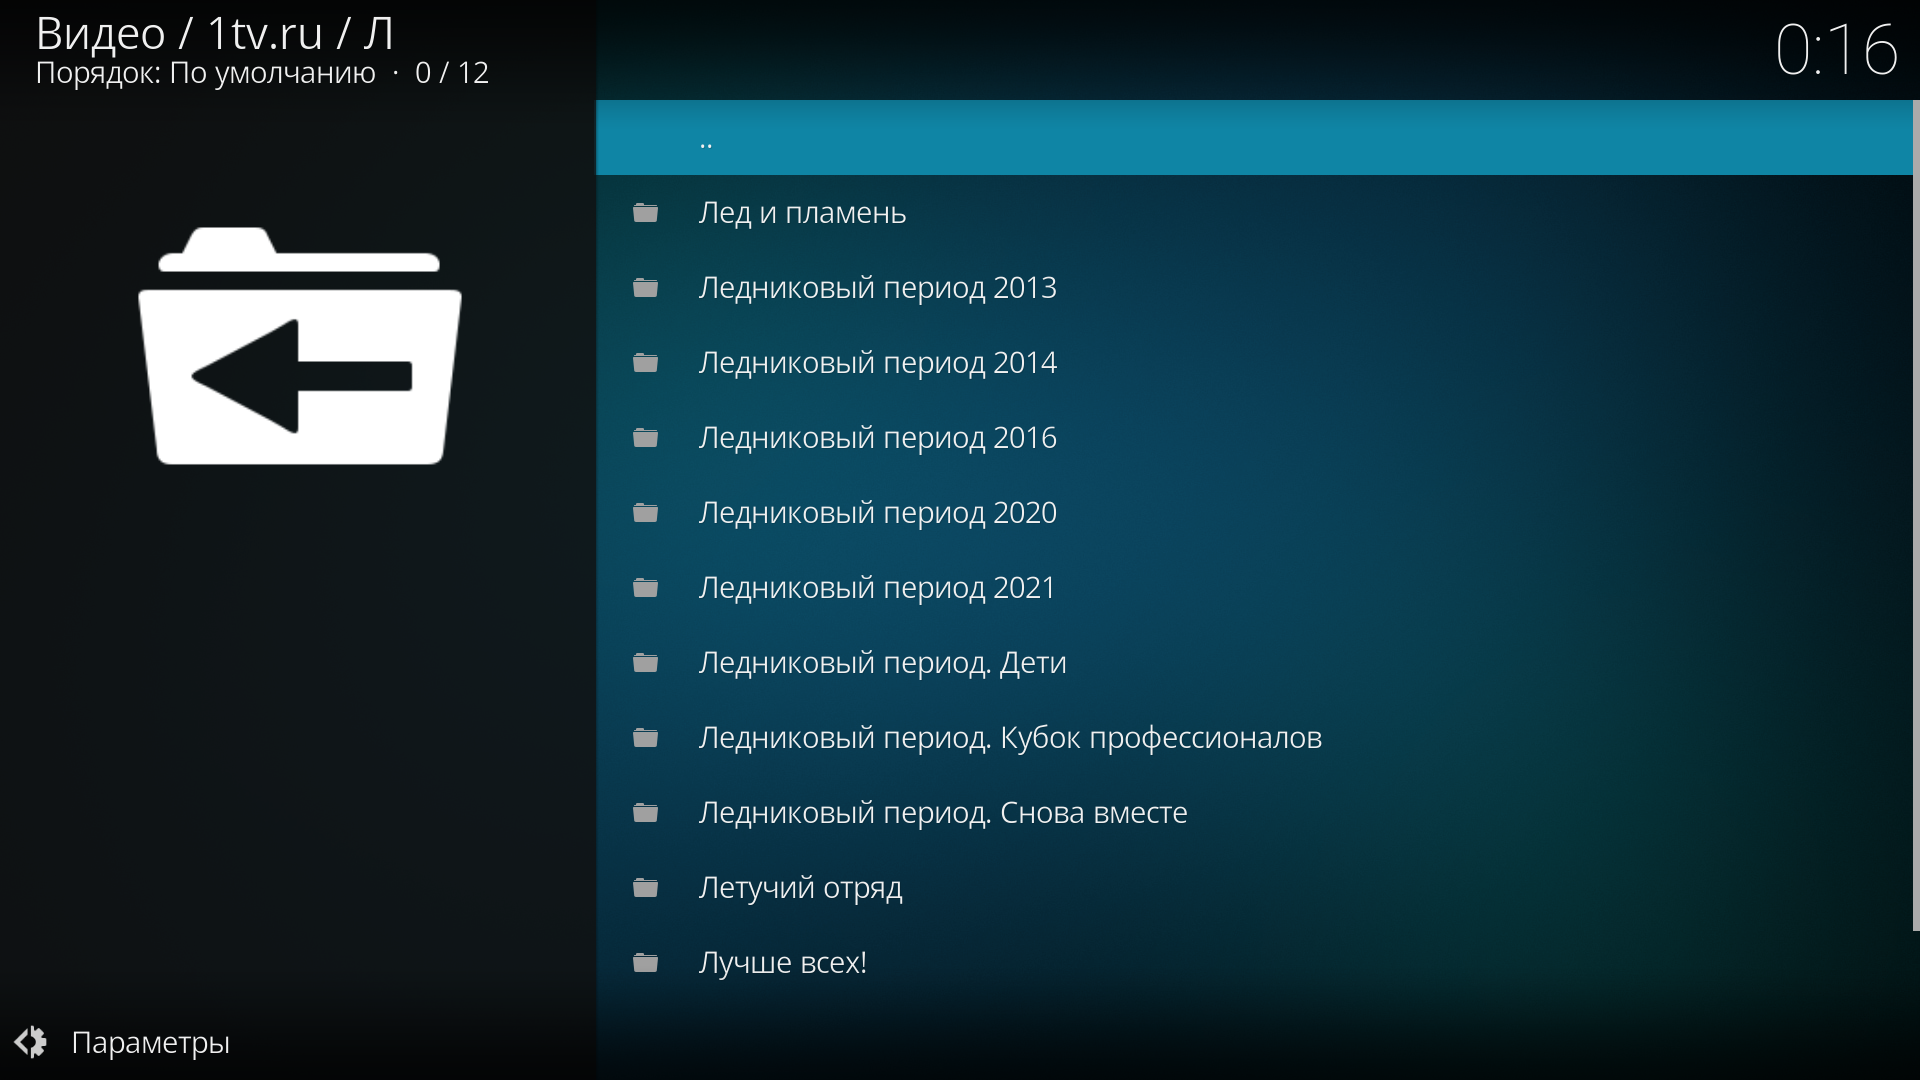 Видео / 1tv.ru / Л
Порядок: По умолчанию · 0 / 12
0:16
..
Лед и пламень
Ледниковый период 2013
Ледниковый период 2014
Ледниковый период 2016
Ледниковый период 2020
Ледниковый период 2021
Ледниковый период. Дети
Ледниковый период. Кубок профессионалов
Ледниковый период. Снова вместе
Летучий отряд
Лучше всех!
Параметры